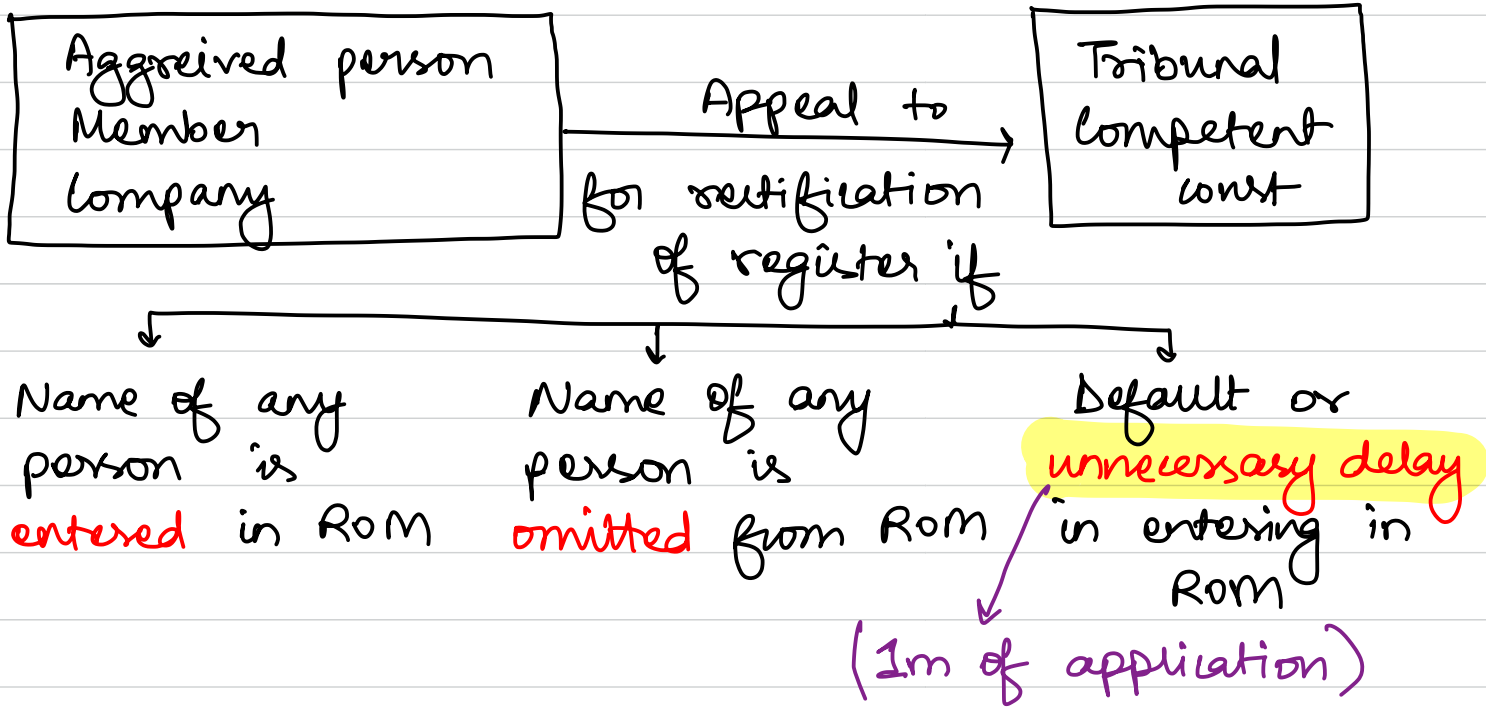 Aggreived person
Member
Company
Appeal to
for rectification
of register if
Tribunal
Competent
court
Name of any
person is
entered in ROM
Name of any
person is
omitted from ROM
Default or
unnecessary delay
in entering in
ROM
(1m of application)